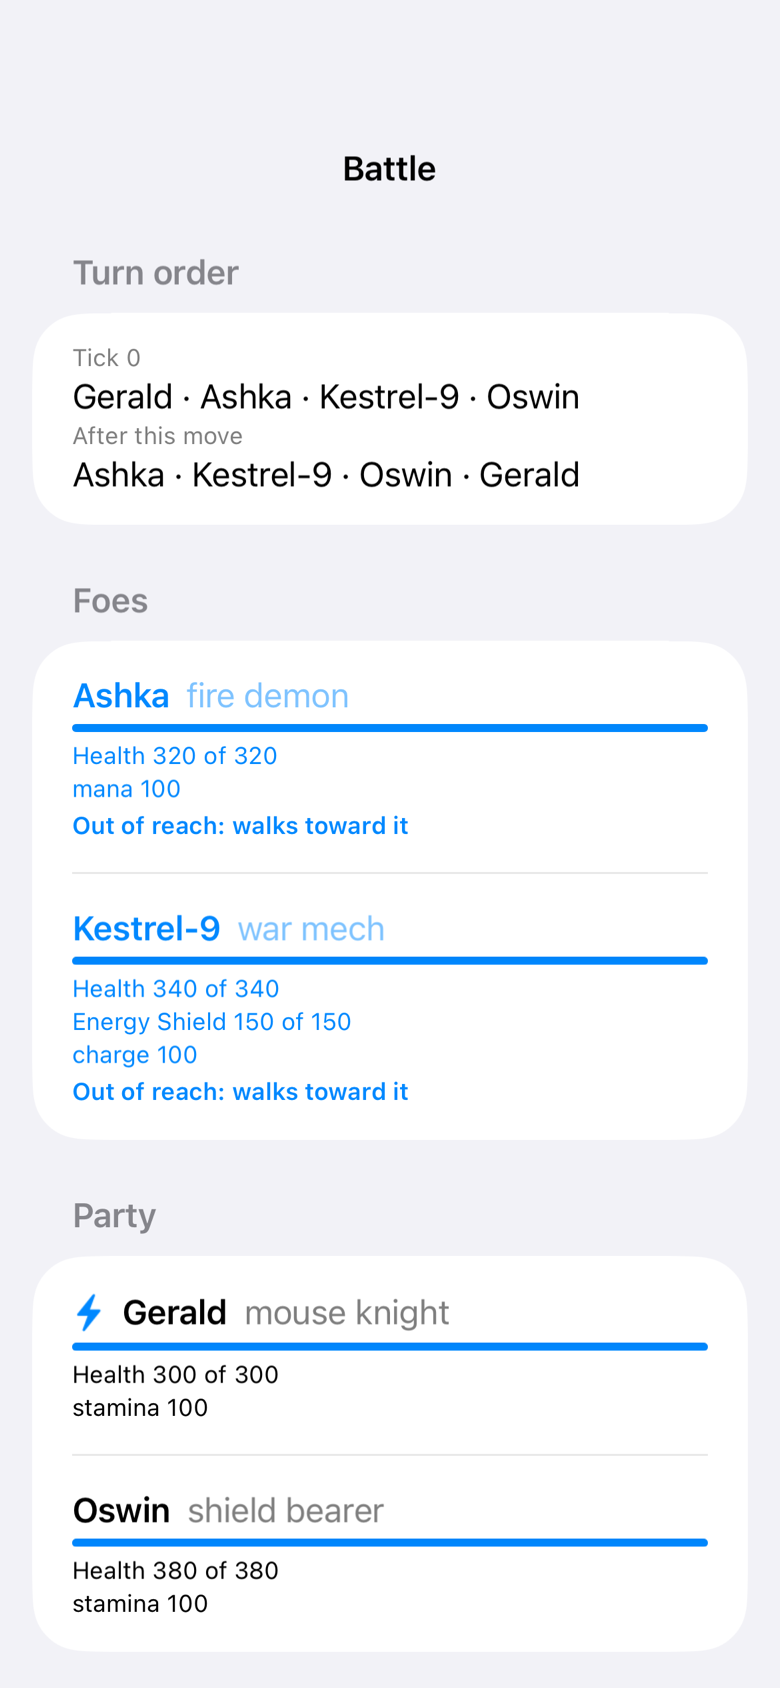 Battle
Turn order
Tick 0
Gerald · Ashka · Kestrel-9 · Oswin
After this move
Ashka · Kestrel-9 · Oswin · Gerald
Foes
Ashka fire demon
Health 320 of 320
mana 100
Out of reach: walks toward it
Kestrel-9 war mech
Health 340 of 340
Energy Shield 150 of 150
charge 100
Out of reach: walks toward it
Party
Gerald mouse knight
Health 300 of 300
stamina 100
Oswin shield bearer
Health 380 of 380
stamina 100